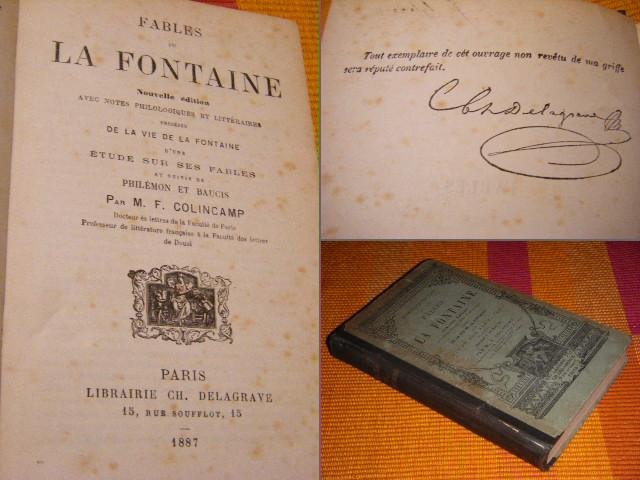 FABLES
DE
LA FONTAINE
Nouvelle édition
AVEC NOTES PHILOLOGIQUES ET LITTÉRAIRES
PRÉCÉDÉE
DE LA VIE DE LA FONTAINE
D'UNE
ÉTUDE SUR SES FABLES
ET SUIVIE DE
PHILÉMON ET BAUCIS
PAR M. F. COLINCAMP
Docteur ès lettres de la Faculté de Paris
Professeur de littérature française à la Faculté des lettres
de Douai
PARIS
LIBRAIRIE CH. DELAGRAVE
15, RUE SOUFFLOT, 15
1887
Tout exemplaire de cet ouvrage non revêtu de ma griffe
sera réputé contrefait.
Ch Delagrave
FABLES
LA FONTAINE